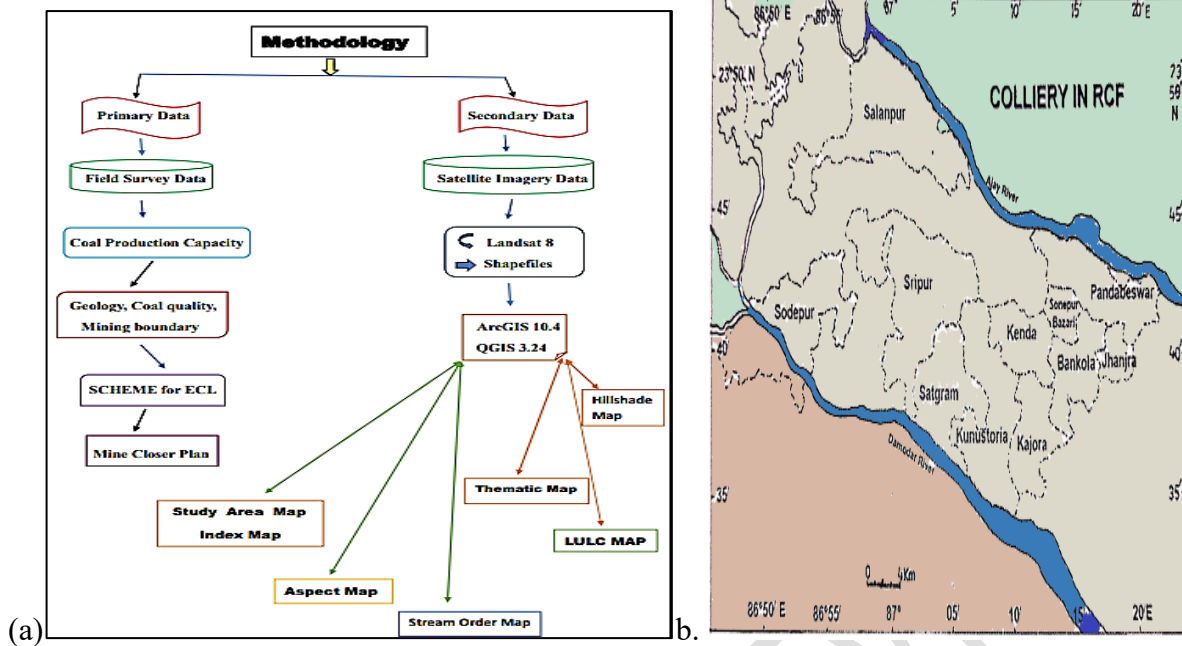 Methodology
Primary Data
Field Survey Data
Coal Production Capacity
Geology, Coal quality,
Mining boundary
SCHEME for ECL
Mine Closer Plan
Secondary Data
Satellite Imagery Data
Landsat 8
Shapefiles
ArcGIS 10.4
QGIS 3.24
Hillshade
Map
Thematic Map
LULC MAP
Study Area Map
Index Map
Aspect Map
Stream Order Map
(a)
b.
86°50' E
87°
5'
10'
15'
20'E
23°50'N
COLLIERY IN RCF
Salanpur
Ajay River
45'
45'
Sripur
Pandabeswar
Sonepur
Bazari
Sodepur
Kenda
40'
Bankola
Jhanjra
40'
Satgram
Kunustoria
Kajora
Damodar River
35'
35'
0 4Km
86°50' E
86°55'
87°
05'
10'
15'
20'E